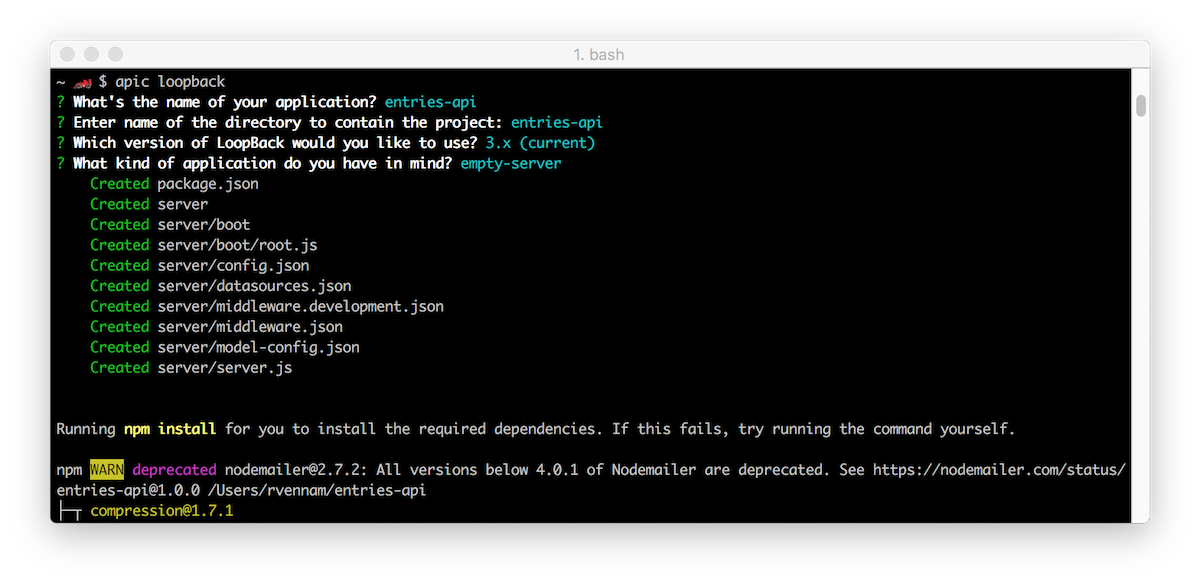 1. bash
~ $ apic loopback
? What's the name of your application? entries-api
? Enter name of the directory to contain the project: entries-api
? Which version of LoopBack would you like to use? 3.x (current)
? What kind of application do you have in mind? empty-server
Created package.json
Created server
Created server/boot
Created server/boot/root.js
Created server/config.json
Created server/datasources.json
Created server/middleware.development.json
Created server/middleware.json
Created server/model-config.json
Created server/server.js
Running npm install for you to install the required dependencies. If this fails, try running the command yourself.
npm WARN deprecated nodemailer@2.7.2: All versions below 4.0.1 of Nodemailer are deprecated. See https://nodemailer.com/status/
entries-api@1.0.0 /Users/rvennam/entries-api
├─┬ compression@1.7.1